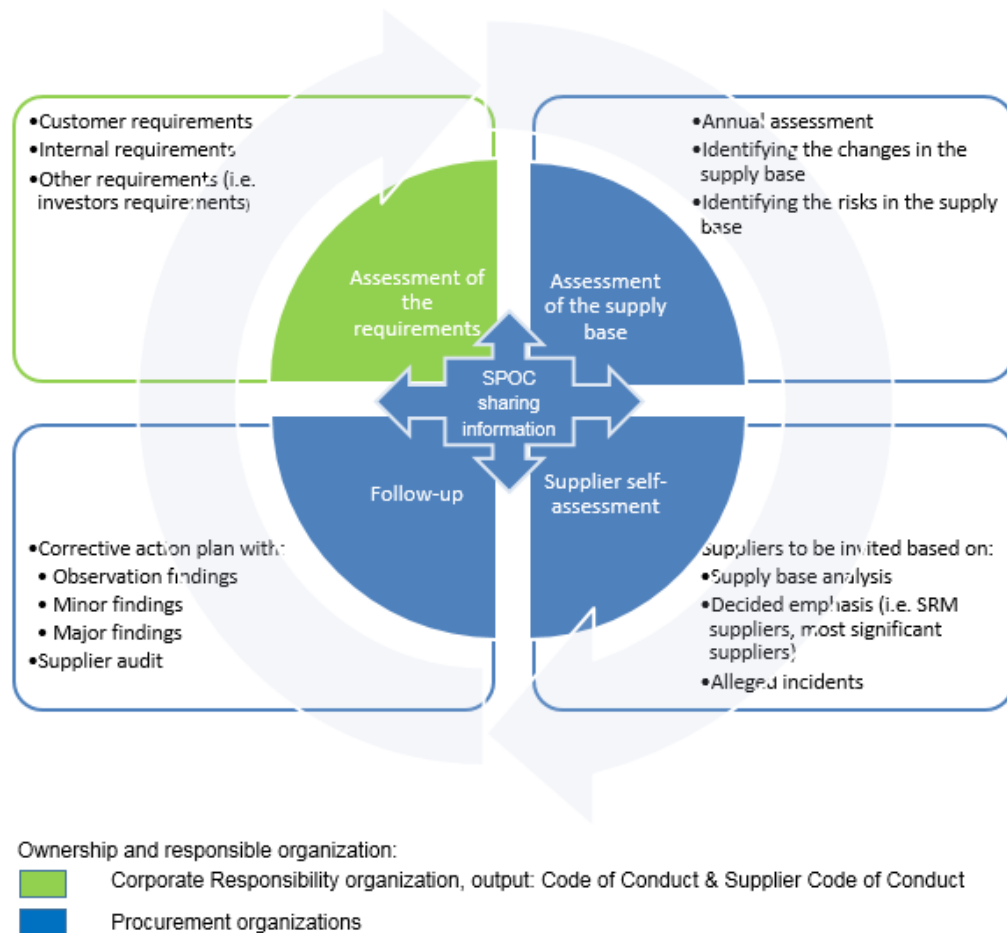 •Customer requirements
•Internal requirements
•Other requirements (i.e.
investors requirements)
•Annual assessment
•Identifying the changes in the
supply base
•Identifying the risks in the supply
base
Assessment of
the
requirements
Assessment
of the supply
base
SPOC
sharing
information
Follow-up
Supplier self-
assessment
•Corrective action plan with:
• Observation findings
• Minor findings
• Major findings
•Supplier audit
Suppliers to be invited based on:
•Supply base analysis
•Decided emphasis (i.e. SRM
suppliers, most significant
suppliers)
•Alleged incidents
Ownership and responsible organization:
Corporate Responsibility organization, output: Code of Conduct & Supplier Code of Conduct
Procurement organizations